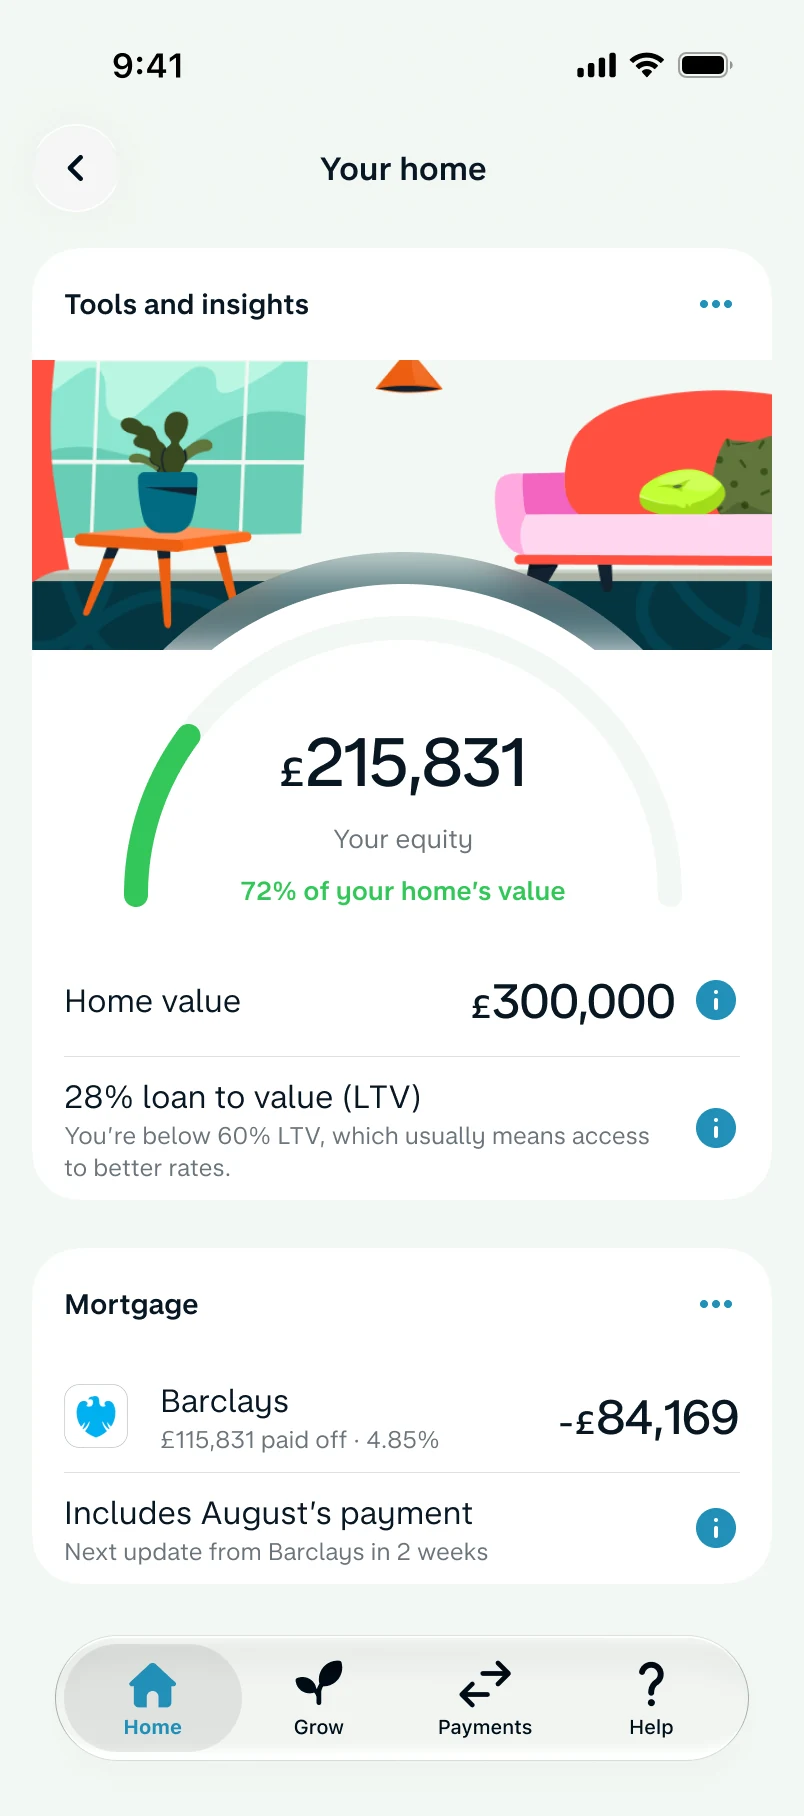 9:41
Your home
Tools and insights
£215,831
Your equity
72% of your home’s value
Home value
£300,000
28% loan to value (LTV)
You’re below 60% LTV, which usually means access
to better rates.
Mortgage
Barclays
£115,831 paid off · 4.85%
-£84,169
Includes August’s payment
Next update from Barclays in 2 weeks
Home
Grow
Payments
Help